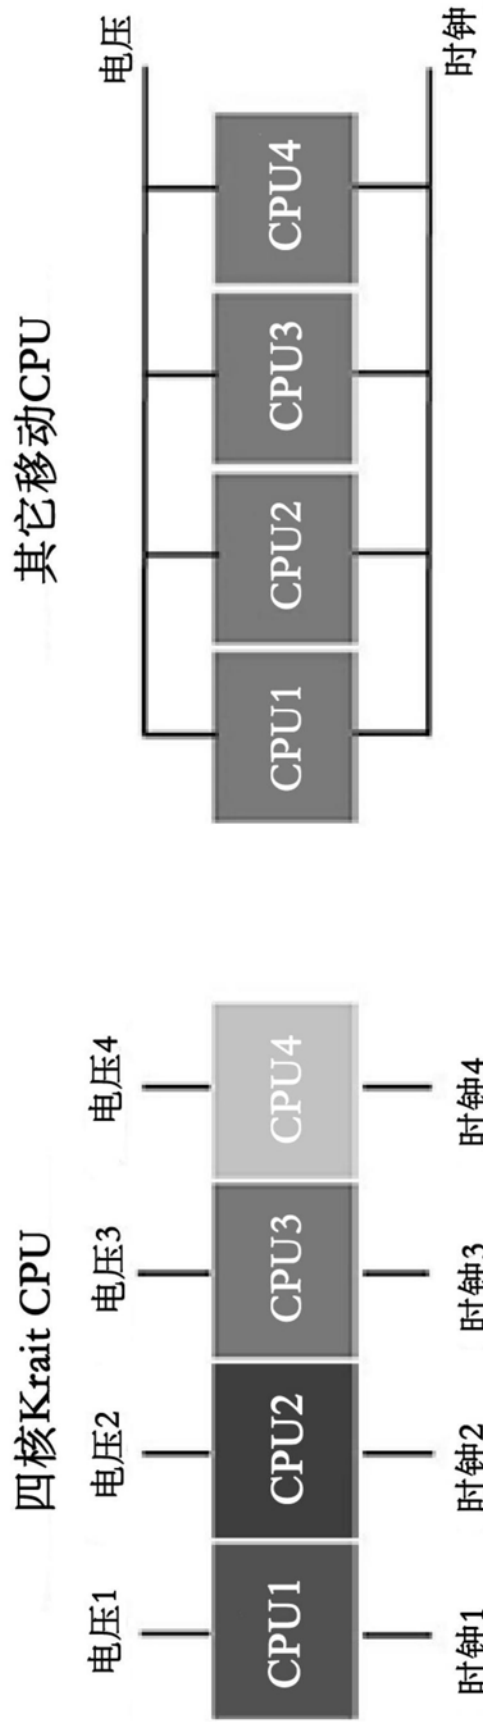 四核Krait CPU
电压1 电压2 电压3 电压4
CPU1 CPU2 CPU3 CPU4
时钟1 时钟2 时钟3 时钟4
其它移动CPU
电压
CPU1 CPU2 CPU3 CPU4
时钟